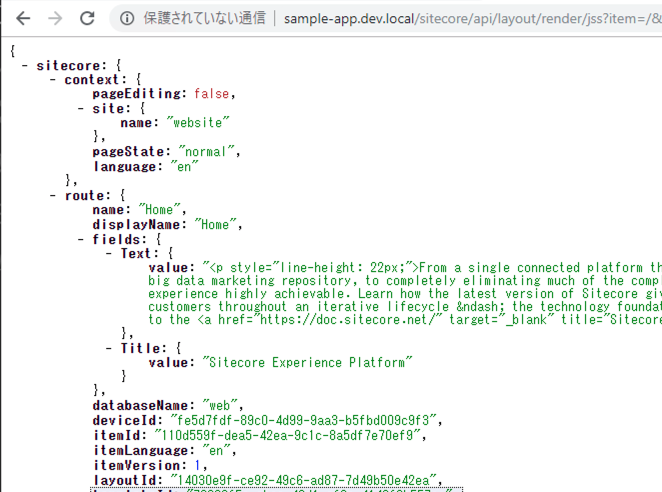 保護されていない通信 | sample-app.dev.local/sitecore/api/layout/render/jss?item=/&
{
- sitecore: {
- context: {
pageEditing: false,
- site: {
name: "website"
},
pageState: "normal",
language: "en"
},
- route: {
name: "Home",
displayName: "Home",
- fields: {
- Text: {
value: "<p style="line-height: 22px;">From a single connected platform th
big data marketing repository, to completely eliminating much of the comp
experience highly achievable. Learn how the latest version of Sitecore giv
customers throughout an iterative lifecycle &ndash; the technology foundat
to the <a href="https://doc.sitecore.net/" target="_blank" title="Sitecor
},
- Title: {
value: "Sitecore Experience Platform"
}
},
databaseName: "web",
deviceId: "fe5d7fdf-89c0-4d99-9aa3-b5fbd009c9f3",
itemId: "110d559f-dea5-42ea-9c1c-8a5df7e70ef9",
itemLanguage: "en",
itemVersion: 1,
layoutId: "14030e9f-ce92-49c6-ad87-7d49b50e42ea",